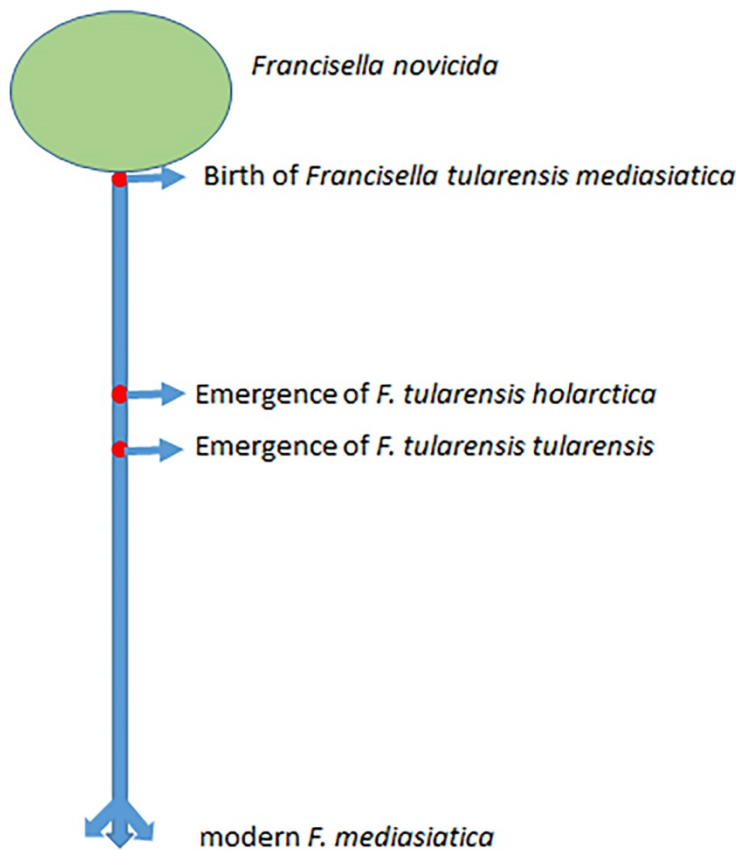 Francisella novicida
Birth of Francisella tularensis mediasiatica
Emergence of F. tularensis holarctica
Emergence of F. tularensis tularensis
modern F. mediasiatica